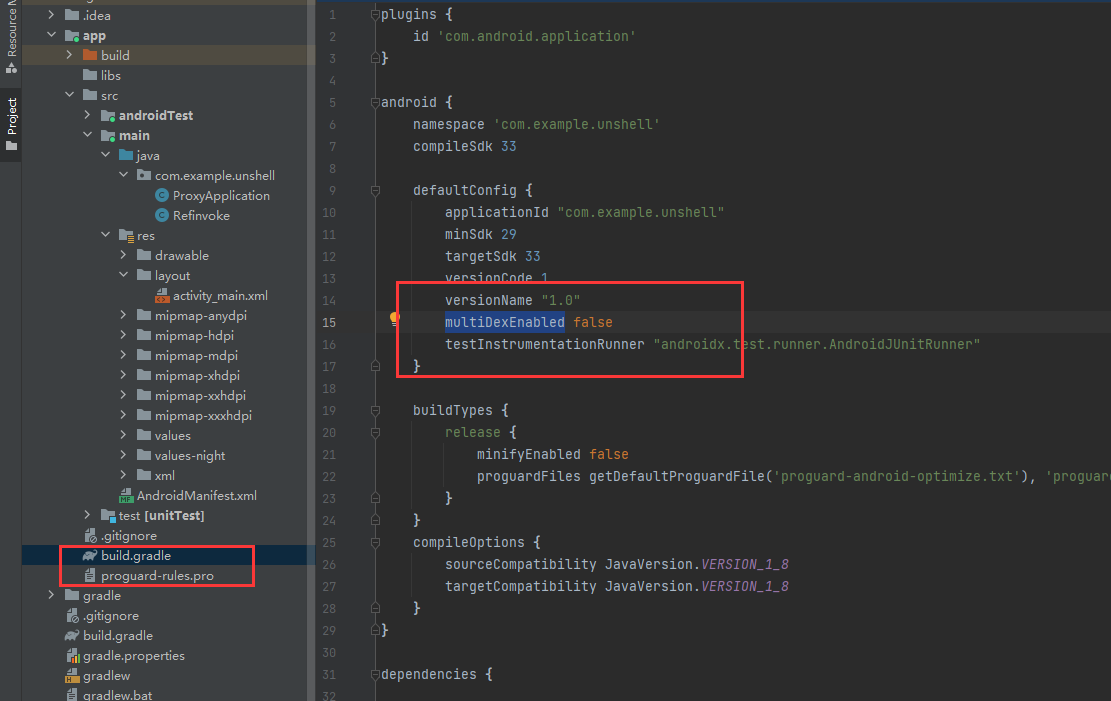 Resource M
Project
.idea
app
build
libs
src
androidTest
main
java
com.example.unshell
ProxyApplication
Refinvoke
res
drawable
layout
activity_main.xml
mipmap-anydpi
mipmap-hdpi
mipmap-mdpi
mipmap-xhdpi
mipmap-xxhdpi
mipmap-xxxhdpi
values
values-night
xml
AndroidManifest.xml
test [unitTest]
.gitignore
build.gradle
proguard-rules.pro
gradle
.gitignore
build.gradle
gradle.properties
gradlew
gradlew.bat
1 plugins {
2 id 'com.android.application'
3 }
4
5 android {
6 namespace 'com.example.unshell'
7 compileSdk 33
8
9 defaultConfig {
10 applicationId "com.example.unshell"
11 minSdk 29
12 targetSdk 33
13 versionCode 1
14 versionName "1.0"
15 multiDexEnabled false
16 testInstrumentationRunner "androidx.test.runner.AndroidJUnitRunner"
17 }
18
19 buildTypes {
20 release {
21 minifyEnabled false
22 proguardFiles getDefaultProguardFile('proguard-android-optimize.txt'), 'proguar
23 }
24 }
25 compileOptions {
26 sourceCompatibility JavaVersion.VERSION_1_8
27 targetCompatibility JavaVersion.VERSION_1_8
28 }
29 }
30
31 dependencies {
32